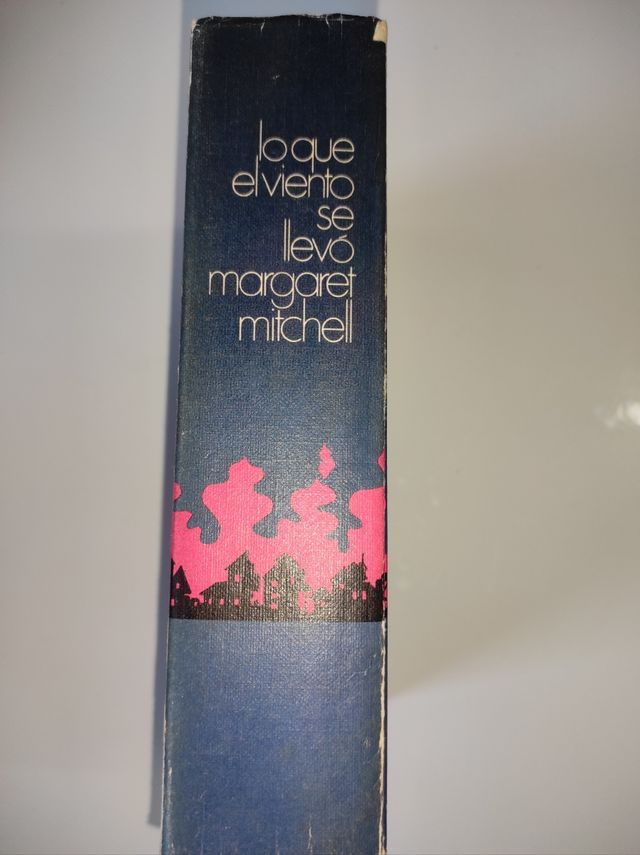 lo que
el viento
se
llevó
margaret
mitchell